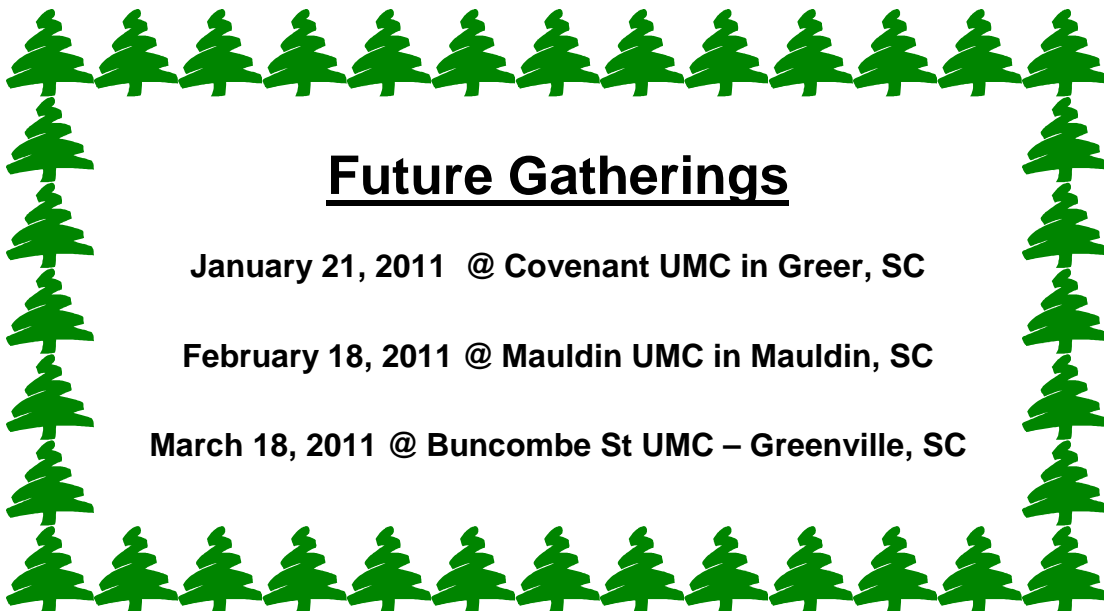 Future Gatherings
January 21, 2011 @ Covenant UMC in Greer, SC
February 18, 2011 @ Mauldin UMC in Mauldin, SC
March 18, 2011 @ Buncombe St UMC – Greenville, SC